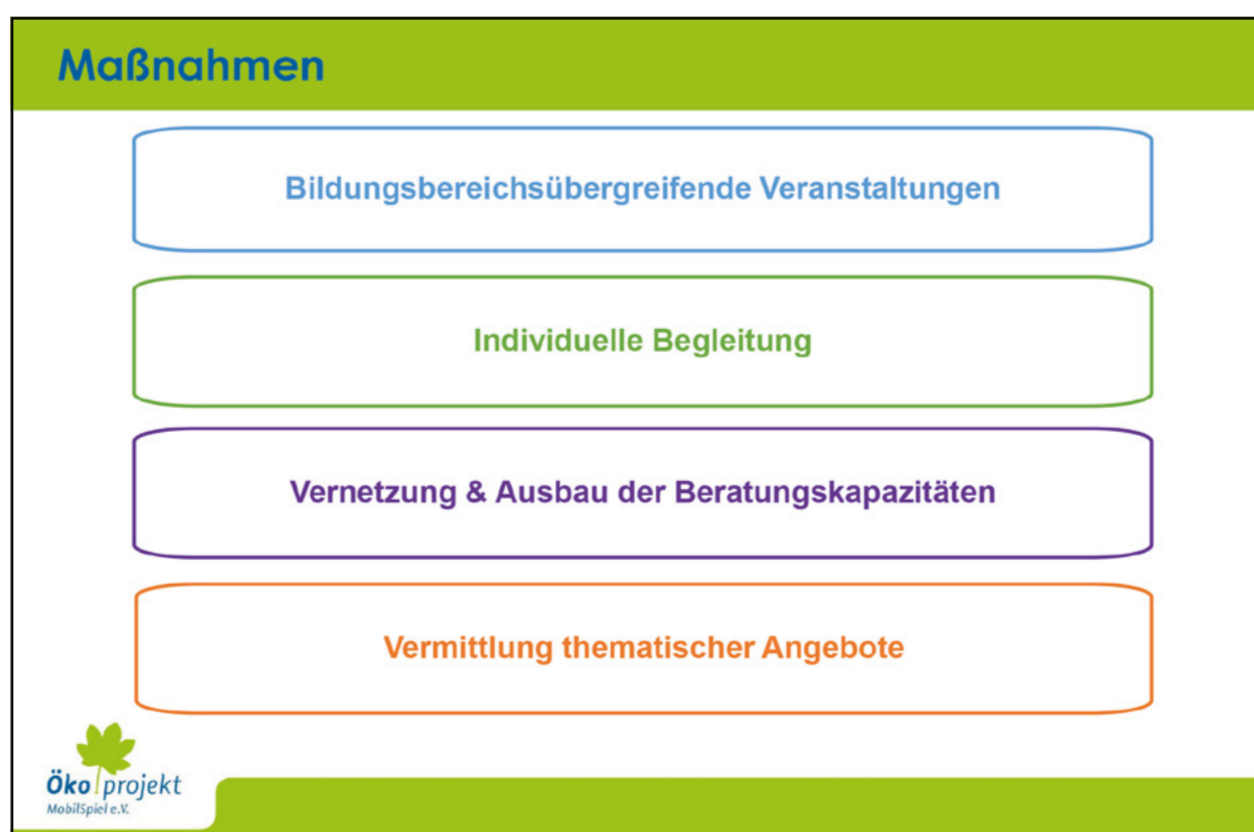 Maßnahmen
Bildungsbereichsübergreifende Veranstaltungen
Individuelle Begleitung
Vernetzung & Ausbau der Beratungskapazitäten
Vermittlung thematischer Angebote
Öko projekt
MobilSpiel e.V.